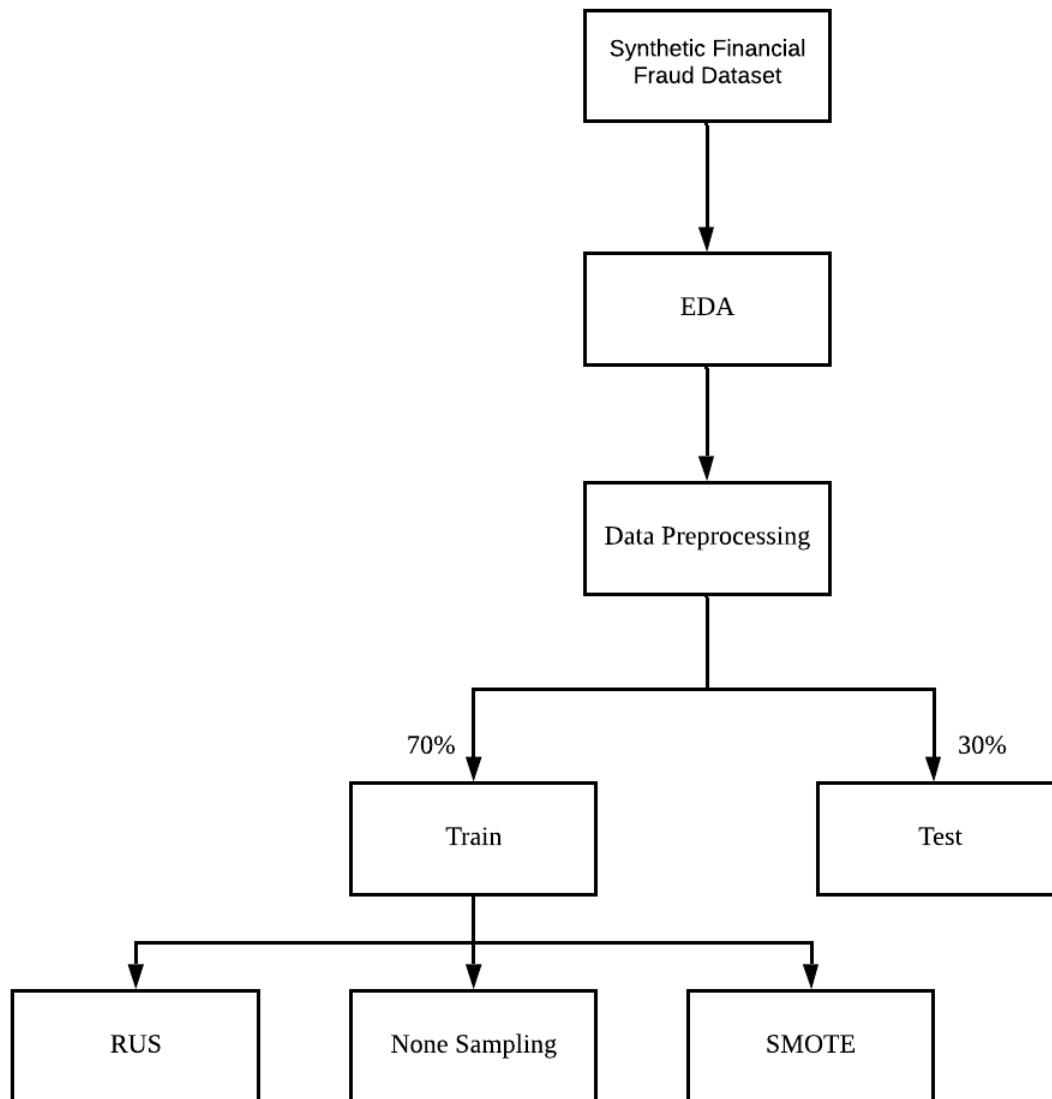 Synthetic Financial
Fraud Dataset
EDA
Data Preprocessing
70%
30%
Train
Test
RUS
None Sampling
SMOTE